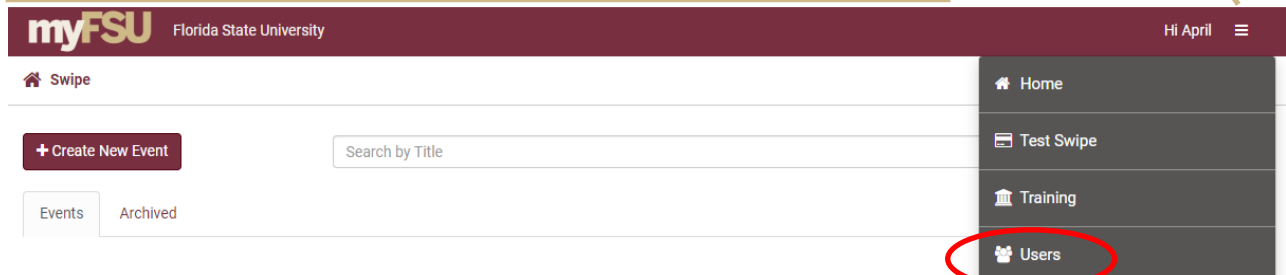 myFSU Florida State University Hi April
Swipe
Home
+ Create New Event Search by Title
Test Swipe
Training
Events Archived
Users